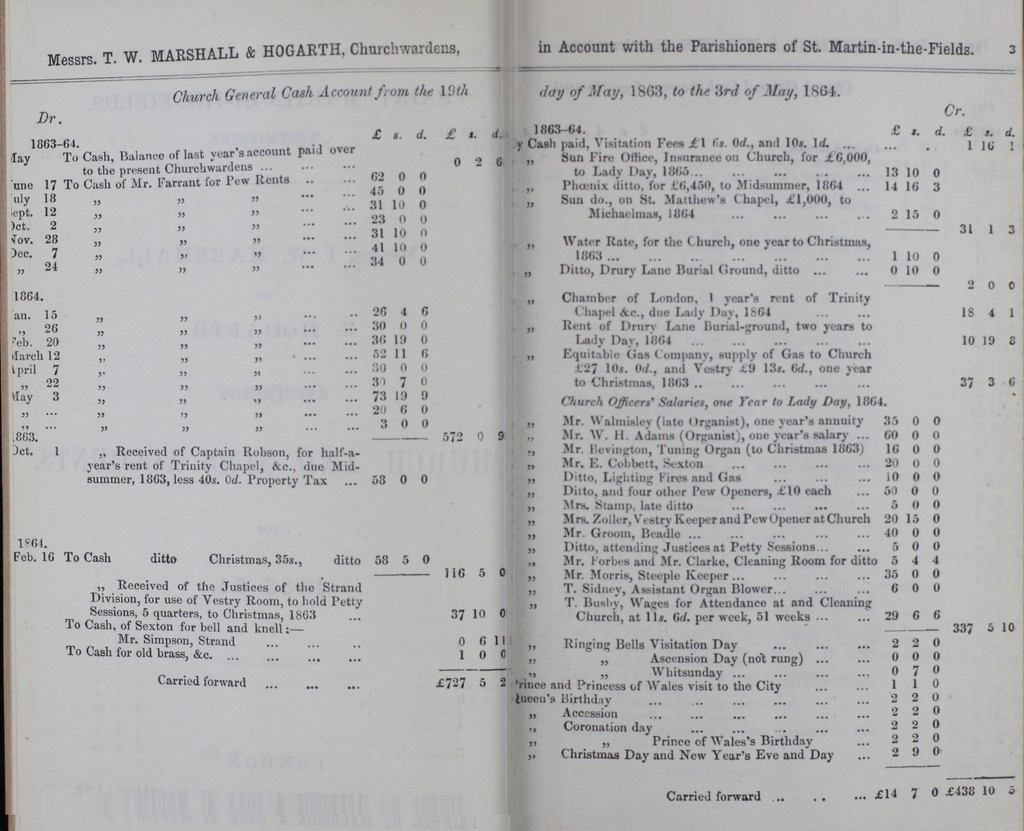 Messrs. T. W. MARSHALL & HOGARTH, Churchwardens,
Church General Cash Account from the 19th
Dr.
£ s. d. £ s. d.
1863-64.
May To Cash, Balance of last year's account paid over
to the present Churchwardens ... ... 0 2 6
June 17 To Cash of Mr. Farrant for Pew Rents .. ... 62 0 0
July 18 „ „ „ ... ... 45 0 0
Sept. 12 „ „ „ ... ... 31 10 0
Oct. 2 „ „ „ ... ... 23 0 0
Nov. 28 „ „ „ ... ... 31 10 0
Dec. 7 „ „ „ ... ... 41 10 0
„ 24 „ „ „ ... ... 34 0 0
1864.
Jan. 15 „ „ „ ... .. 26 4 6
„ 26 „ „ „ ... ... 30 0 0
Feb. 20 „ „ „ ... ... 36 19 0
March 12 „ „ „ ... ... 52 11 6
April 7 „ „ „ ... ... 30 0 0
„ 22 „ „ „ ... ... 30 7 0
May 3 „ „ „ ... ... 73 19 9
„ ... „ „ „ ... ... 20 6 0
„ ... „ „ „ ... ... 3 0 0
572 0 9
1863.
Oct. 1 „ Received of Captain Robson, for half-a-
year's rent of Trinity Chapel, &c., due Mid-
summer, 1863, less 40s. 0d. Property Tax ... 58 0 0
1864.
Feb. 16 To Cash ditto Christmas, 35s., ditto 58 5 0
116 5 0
„ Received of the Justices of the Strand
Division, for use of Vestry Room, to hold Petty
Sessions, 5 quarters, to Christmas, 1863 ... 37 10 0
To Cash, of Sexton for bell and knell:—
Mr. Simpson, Strand ... ... .. 0 6 11
To Cash for old brass, &c. ... ... ... ... 1 0 0
Carried forward ... ... ... £727 5 2
in Account with the Parishioners of St. Martin-in-the-Fields. 3
day of May, 1863, to the 3rd of May, 1864.
Cr.
£ s. d. £ s. d.
1863-64.
y Cash paid, Visitation Fees £1 6s. 0d., and 10s. 1d. ... ... .. 1 16 1
„ Sun Fire Office, Insurance on Church, for £6,000,
to Lady Day, 1865... ... ... ... .. 13 10 0
„ Phœnix ditto, for £6,450, to Midsummer, 1864 ... 14 16 3
„ Sun do., on St. Matthew's Chapel, £1,000, to
Michaelmas, 1864 ... ... ... .. 2 15 0
31 1 3
„ Water Rate, for the Church, one year to Christmas,
1863 ... ... ... ... ... ... ... 1 10 0
„ Ditto, Drury Lane Burial Ground, ditto ... ... 0 10 0
2 0 0
„ Chamber of London, 1 year's rent of Trinity
Chapel &c., due Lady Day, 1864 ... ... 18 4 1
„ Rent of Drury Lane Burial-ground, two years to
Lady Day, 1864 ... ... ... ... ... 10 19 8
„ Equitable Gas Company, supply of Gas to Church
£27 10s. 0d., and Vestry £9 13s. 6d., one year
to Christmas, 1863 .. ... ... ... ... 37 3 6
Church Officers' Salaries, one Year to Lady Day, 1864.
„ Mr. Walmisley (late Organist), one year's annuity 35 0 0
„ Mr. W. H. Adams (Organist), one year's salary ... 60 0 0
„ Mr. Bevington, Tuning Organ (to Christmas 1863) 16 0 0
„ Mr. E. Cobbett, Sexton ... ... ... ... 20 0 0
„ Ditto, Lighting Fires and Gas ... ... ... 10 0 0
„ Ditto, and four other Pew Openers, £10 each ... 50 0 0
„ Mrs. Stamp, late ditto ... ... ... ... 5 0 0
„ Mrs. Zoller, Vestry Keeper and Pew Opener at Church 20 15 0
„ Mr. Groom, Beadle ... ... ... ... ... 40 0 0
„ Ditto, attending Justices at Petty Sessions... ... 5 0 0
„ Mr. Forbes and Mr. Clarke, Cleaning Room for ditto 5 4 4
„ Mr. Morris, Steeple Keeper ... ... ... ... 35 0 0
„ T. Sidney, Assistant Organ Blower... ... ... 6 0 0
„ T. Busby, Wages for Attendance at and Cleaning
Church, at 11s. 6d. per week, 51 weeks ... ... 29 6 6
337 5 10
„ Ringing Bells Visitation Day ... ... ... 2 2 0
„ „ Ascension Day (not rung) ... ... 0 0 0
„ „ Whitsunday ... ... ... ... 0 7 0
Prince and Princess of Wales visit to the City ... ... 1 1 0
Queen's Birthday ... ... ... ... ... ... 2 2 0
„ Accession ... ... ... ... ... ... 2 2 0
„ Coronation day ... ... ... ... ... 2 2 0
„ „ Prince of Wales's Birthday ... 2 2 0
„ Christmas Day and New Year's Eve and Day ... 2 9 0
Carried forward ... .. ... £14 7 0 £438 10 5